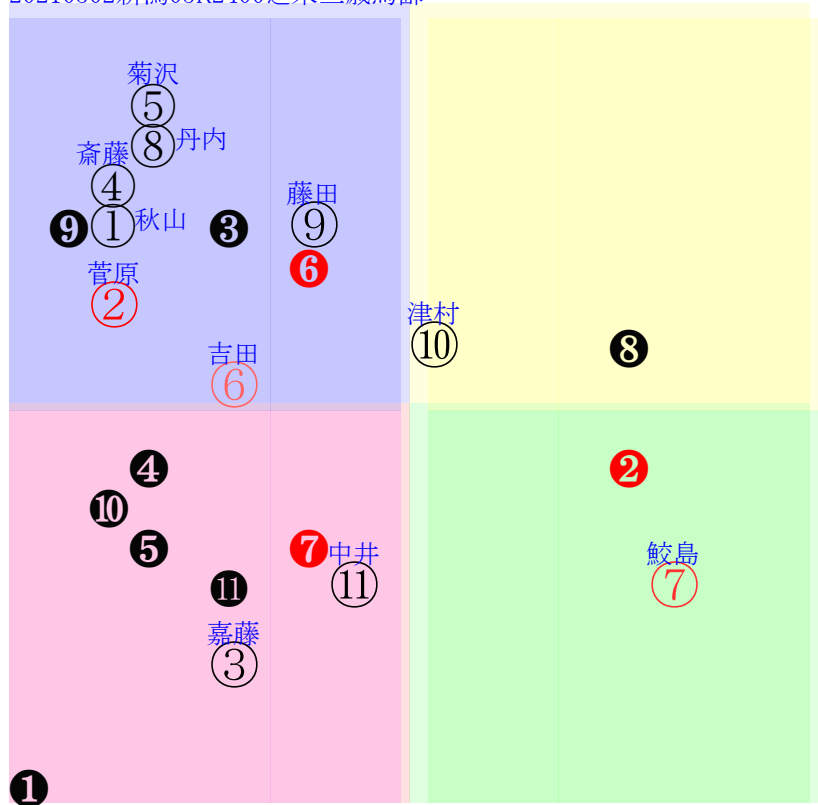 菊沢
⑤
⑧丹内
斎藤
④
藤田
❾①秋山 ❸ ⑨
❻
菅原
②
津村
⑩ ❽
吉田
⑥
❹ ❷
❿
❺ ❼中井 鮫島
⓫ ⑪ ⑦
嘉藤
③
❶